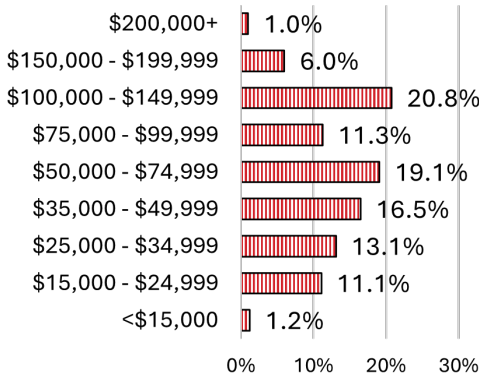 $200,000+ 1.0%
$150,000 - $199,999 6.0%
$100,000 - $149,999 20.8%
$75,000 - $99,999 11.3%
$50,000 - $74,999 19.1%
$35,000 - $49,999 16.5%
$25,000 - $34,999 13.1%
$15,000 - $24,999 11.1%
<$15,000 1.2%
0% 10% 20% 30%